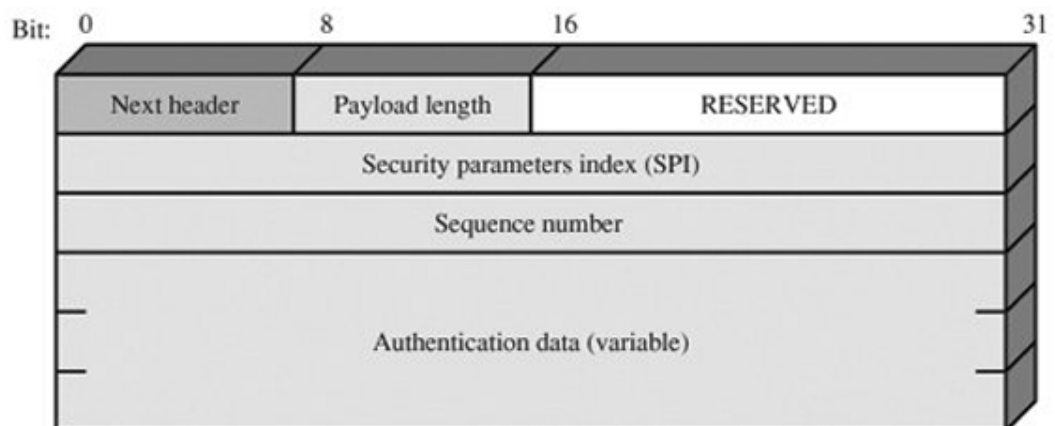 Bit: 0 8 16 31
Next header Payload length RESERVED
Security parameters index (SPI)
Sequence number
Authentication data (variable)